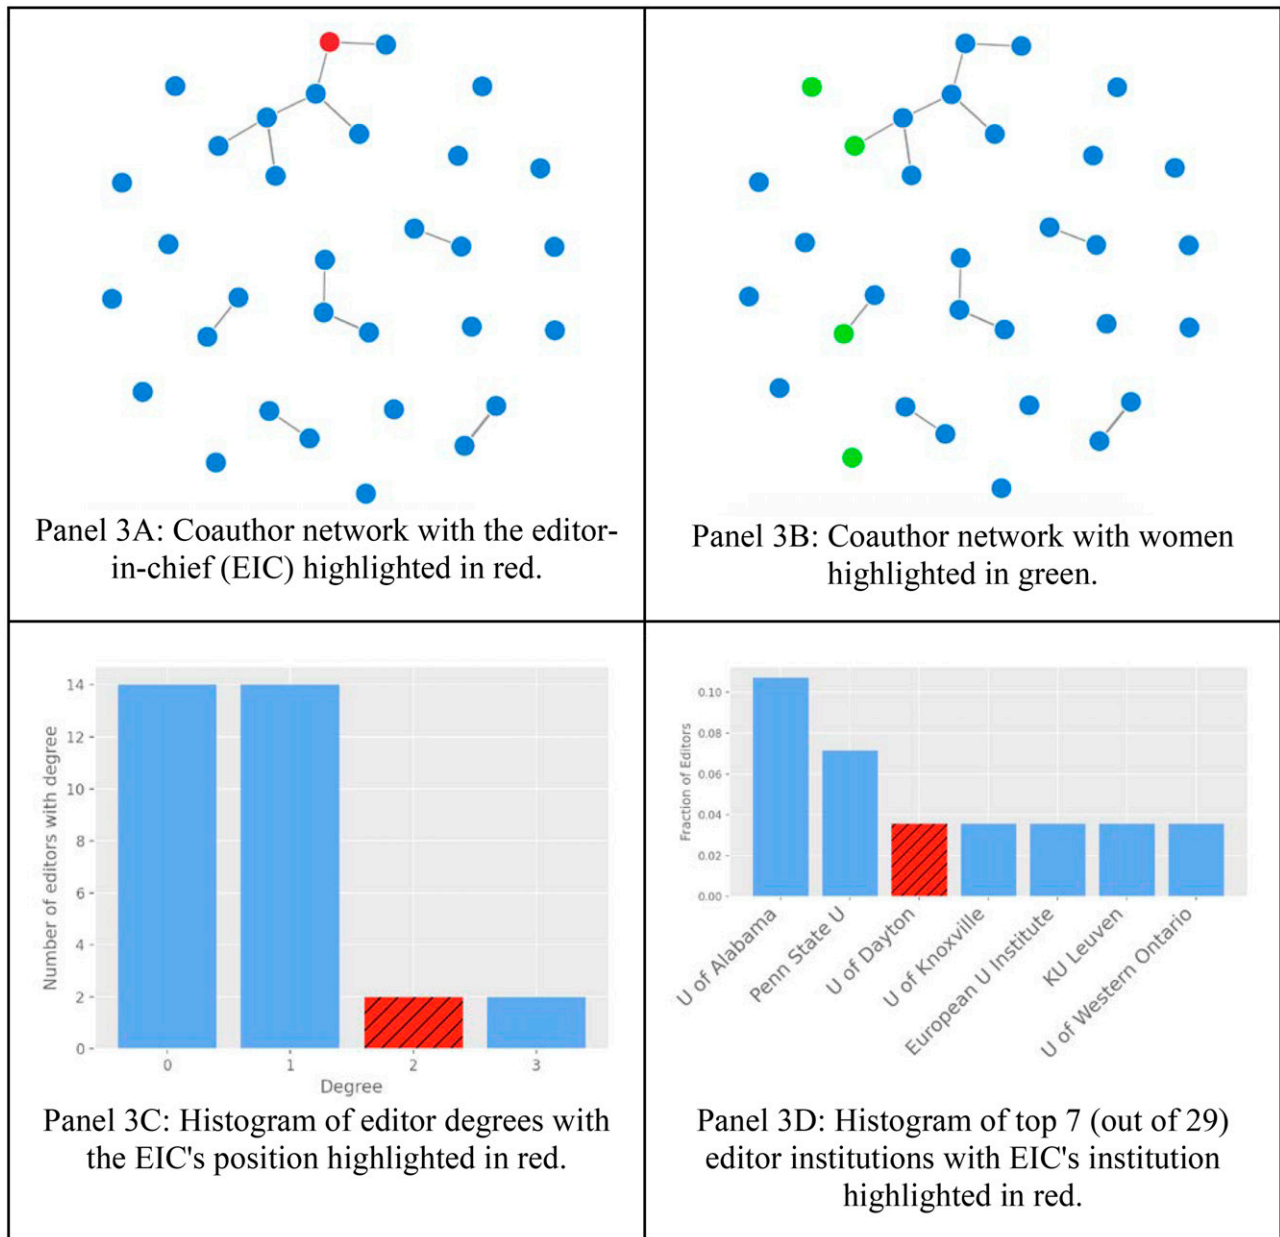 Panel 3A: Coauthor network with the editor-
in-chief (EIC) highlighted in red.
Panel 3B: Coauthor network with women
highlighted in green.
Number of editors with degree
14
12
10
8
6
4
2
0
0
1
2
3
Degree
Panel 3C: Histogram of editor degrees with
the EIC's position highlighted in red.
Fraction of Editors
0.10
0.08
0.06
0.04
0.02
0.00
U of Alabama
Penn State U
U of Dayton
U of Knoxville
European U Institute
KU Leuven
U of Western Ontario
Panel 3D: Histogram of top 7 (out of 29)
editor institutions with EIC's institution
highlighted in red.